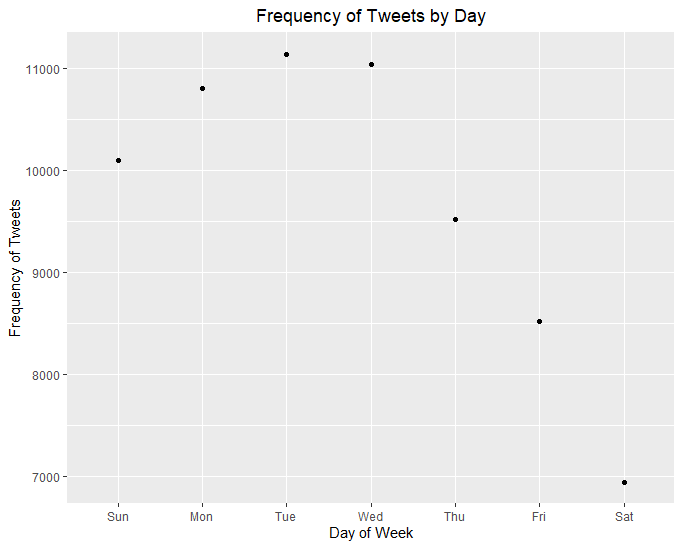 Frequency of Tweets by Day
Frequency of Tweets
11000
10000
9000
8000
7000
Sun Mon Tue Wed Thu Fri Sat
Day of Week